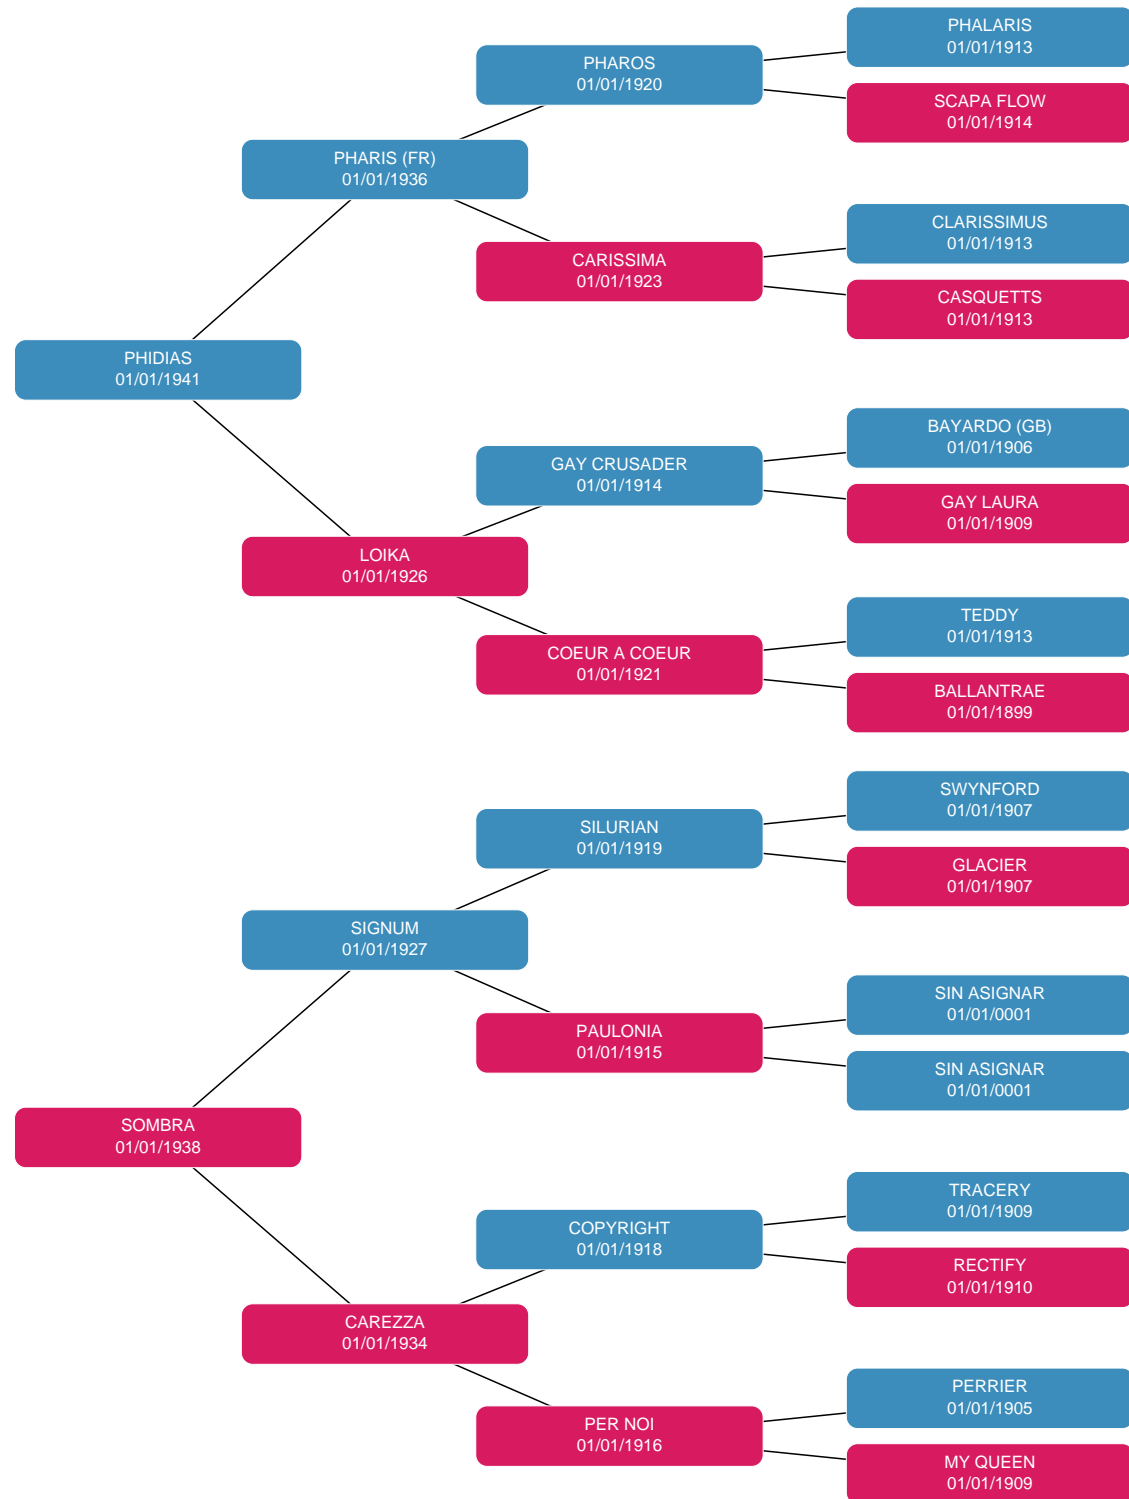 PHALARIS
01/01/1913
PHAROS
01/01/1920
SCAPA FLOW
01/01/1914
PHARIS (FR)
01/01/1936
CLARISSIMUS
01/01/1913
CARISSIMA
01/01/1923
CASQUETTS
01/01/1913
PHIDIAS
01/01/1941
BAYARDO (GB)
01/01/1906
GAY CRUSADER
01/01/1914
GAY LAURA
01/01/1909
LOIKA
01/01/1926
TEDDY
01/01/1913
COEUR A COEUR
01/01/1921
BALLANTRAE
01/01/1899
SWYNFORD
01/01/1907
SILURIAN
01/01/1919
GLACIER
01/01/1907
SIGNUM
01/01/1927
SIN ASIGNAR
01/01/0001
PAULONIA
01/01/1915
SIN ASIGNAR
01/01/0001
SOMBRA
01/01/1938
TRACERY
01/01/1909
COPYRIGHT
01/01/1918
RECTIFY
01/01/1910
CAREZZA
01/01/1934
PERRIER
01/01/1905
PER NOI
01/01/1916
MY QUEEN
01/01/1909